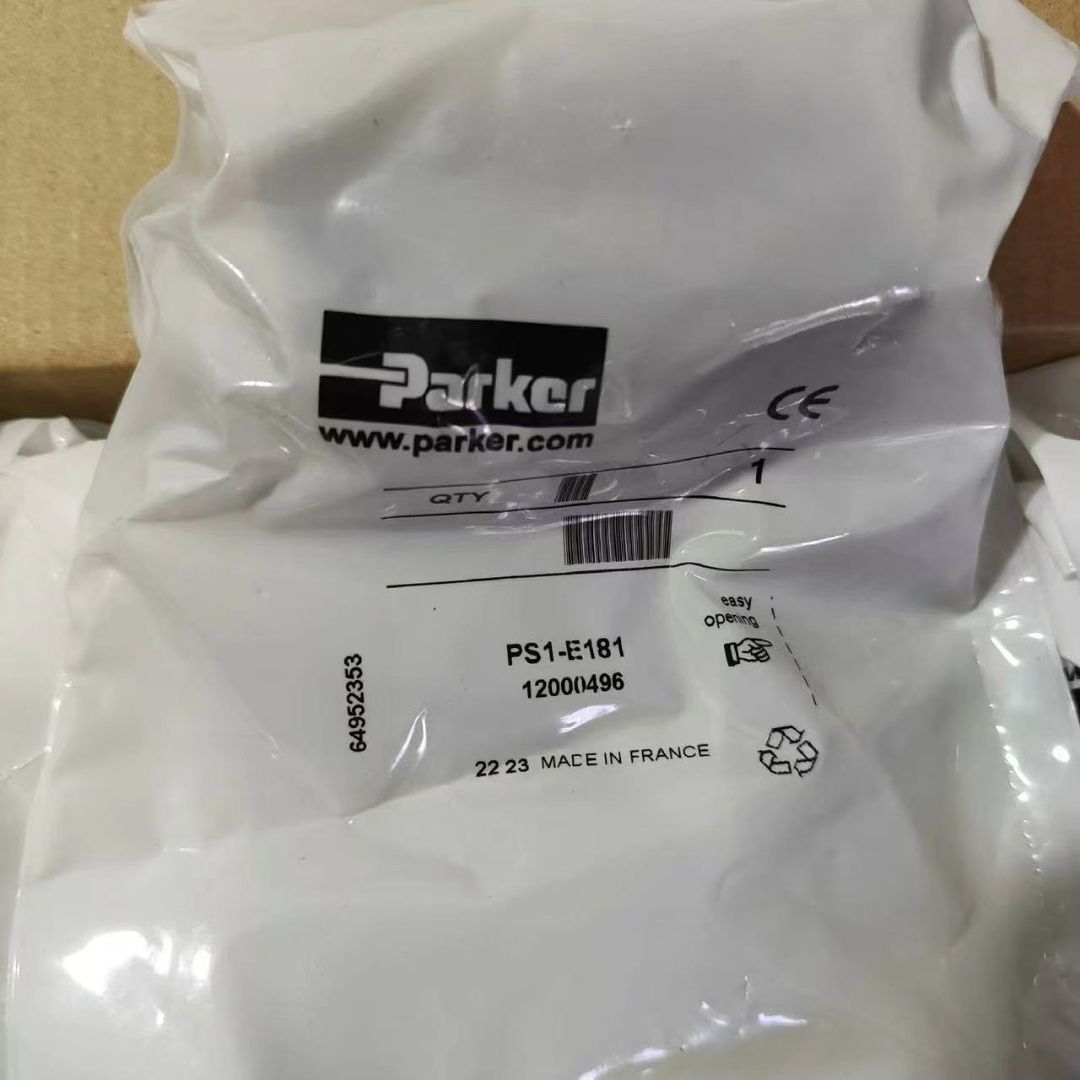 Parker
www.parker.com
CE
QTY 1
easy
opening
PS1-E181
12000496
64952353
22 23 MADE IN FRANCE